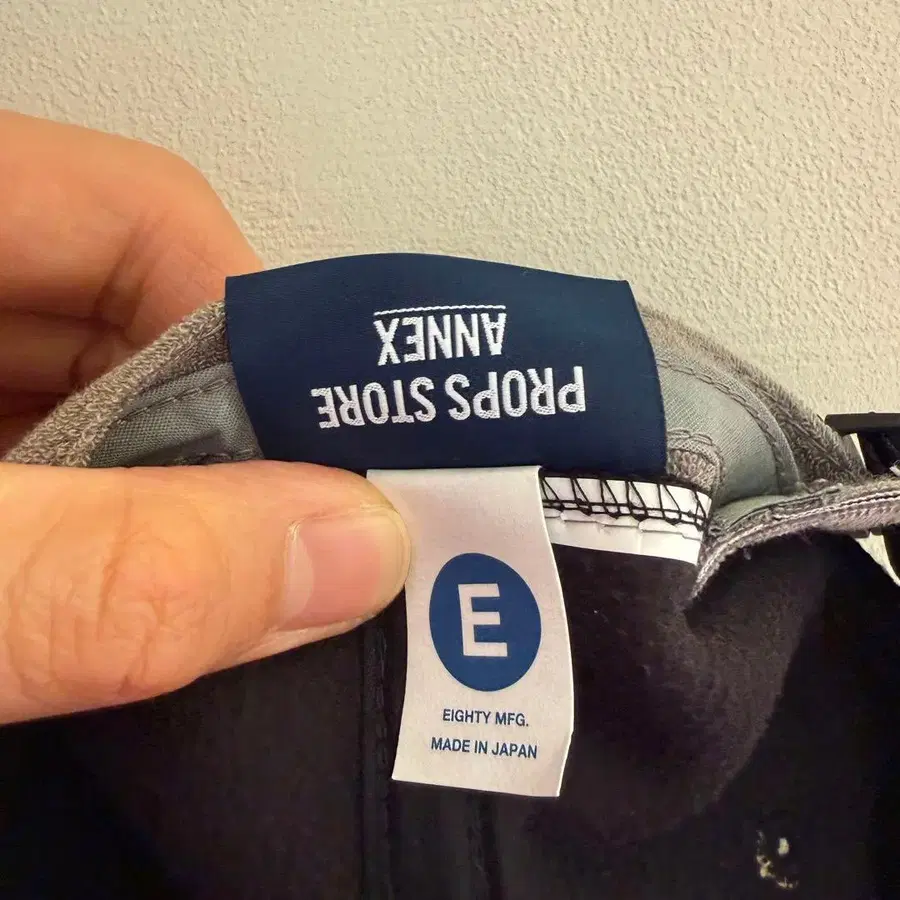 PROPS STORE
ANNEX
E
EIGHTY MFG.
MADE IN JAPAN